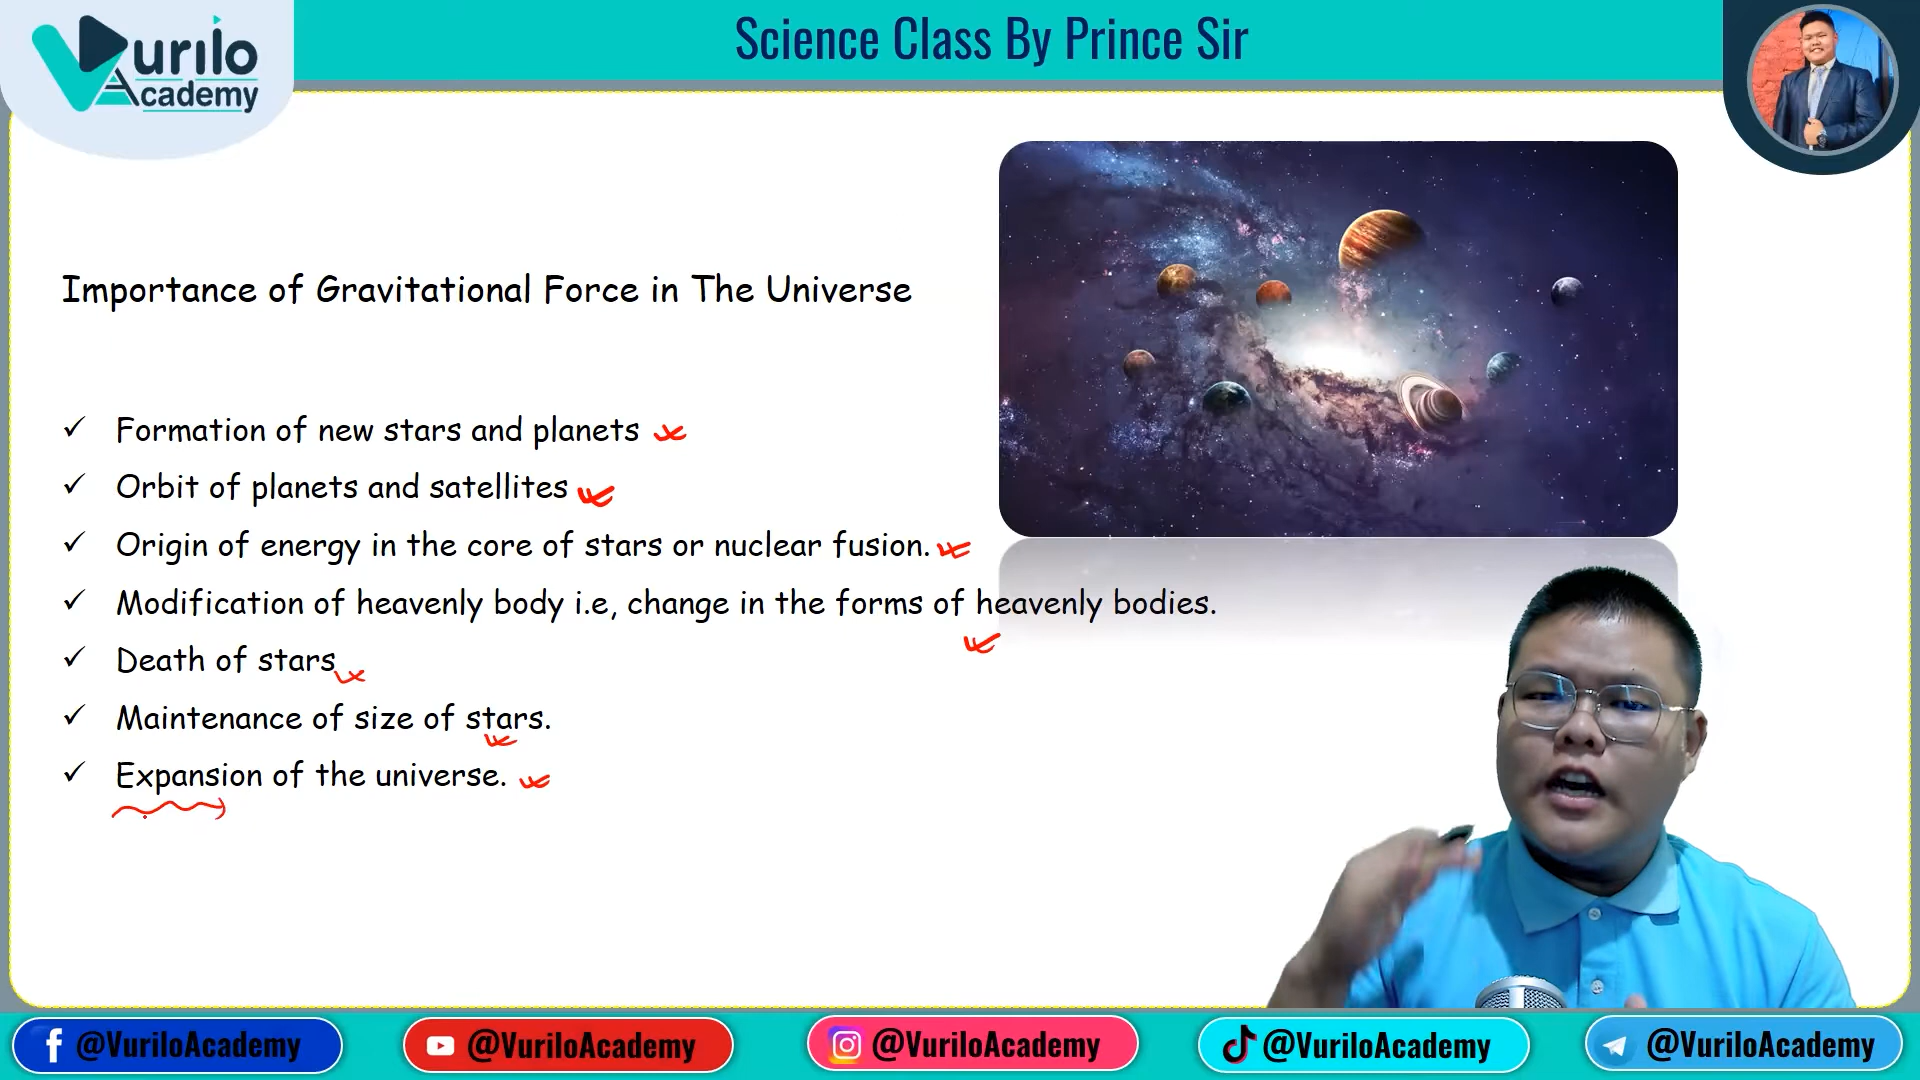 Vurilo
Academy
Science Class By Prince Sir
Importance of Gravitational Force in The Universe
✓ Formation of new stars and planets
✓ Orbit of planets and satellites
✓ Origin of energy in the core of stars or nuclear fusion.
✓ Modification of heavenly body i.e, change in the forms of heavenly bodies.
✓ Death of stars
✓ Maintenance of size of stars.
✓ Expansion of the universe.
@VuriloAcademy
@VuriloAcademy
@VuriloAcademy
@VuriloAcademy
@VuriloAcademy